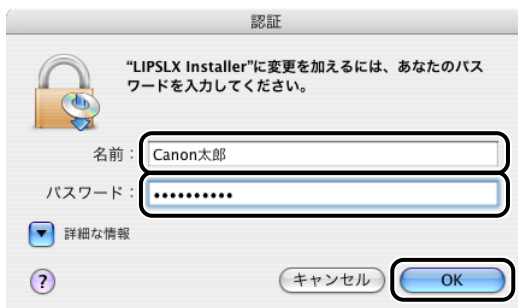 認証
“LIPSLX Installer”に変更を加えるには、あなたのパス
ワードを入力してください。
名前： Canon太郎
パスワード： ••••••••••
詳細な情報
? キャンセル OK